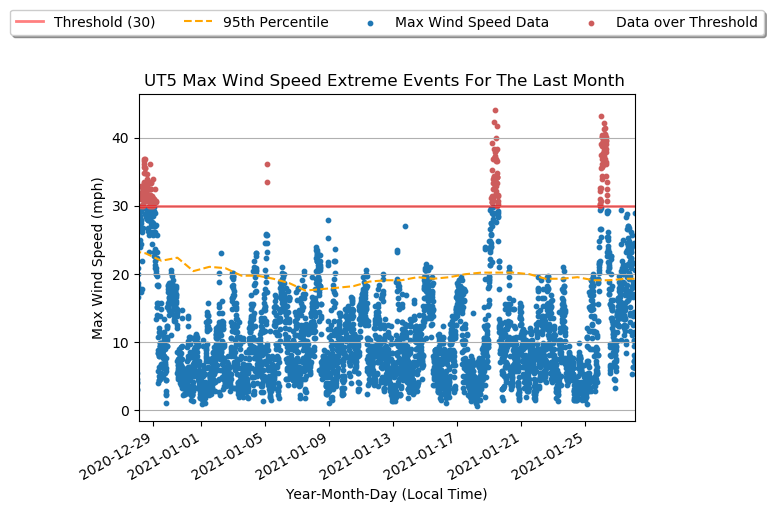 Threshold (30) 95th Percentile Max Wind Speed Data Data over Threshold
UT5 Max Wind Speed Extreme Events For The Last Month
Max Wind Speed (mph)
40
30
20
10
0
2020-12-29 2021-01-01 2021-01-05 2021-01-09 2021-01-13 2021-01-17 2021-01-21 2021-01-25
Year-Month-Day (Local Time)